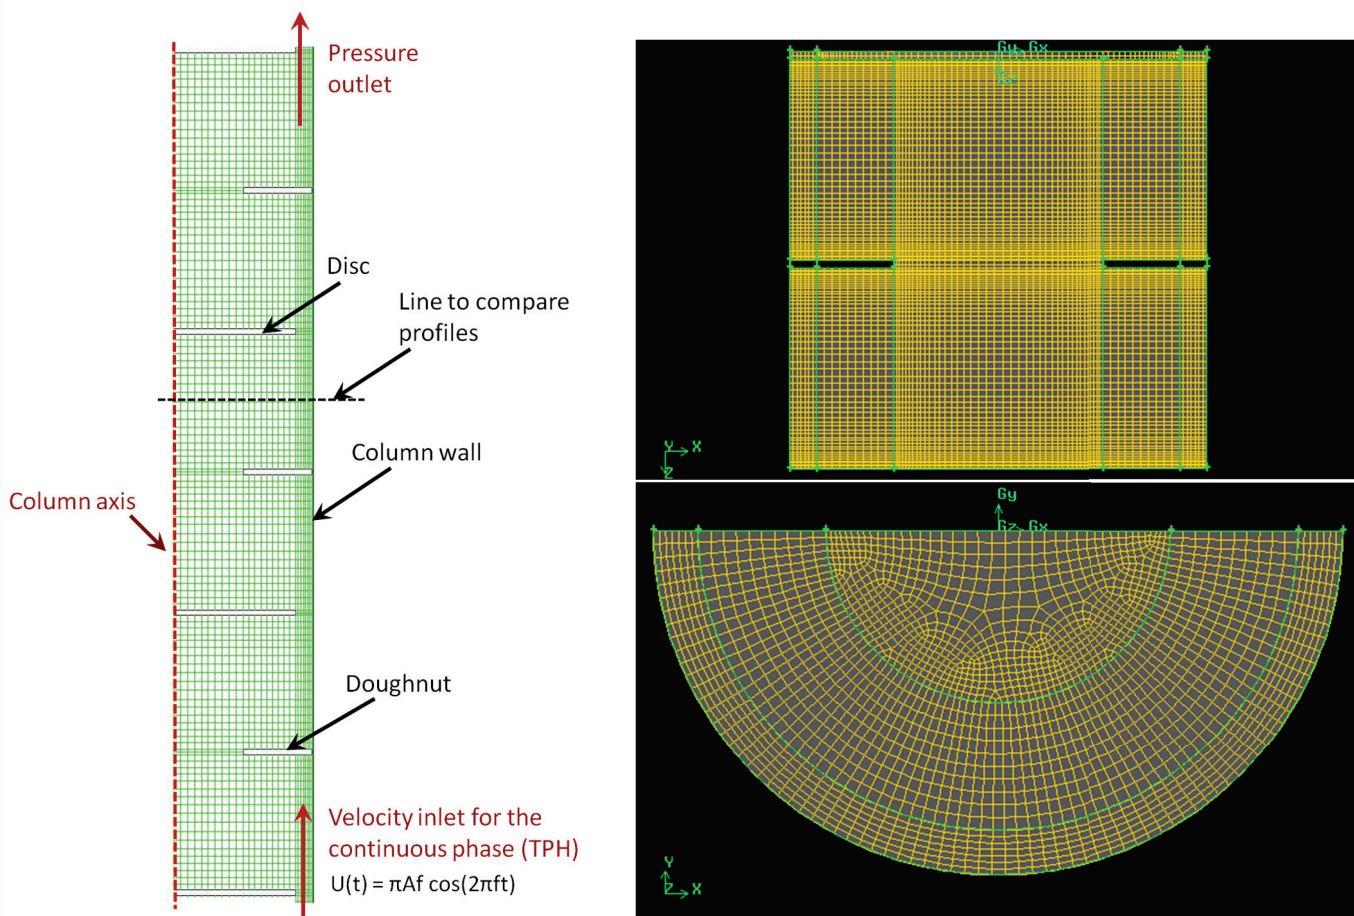 Pressure
outlet
Disc
Line to compare
profiles
Column wall
Column axis
Doughnut
Velocity inlet for the
continuous phase (TPH)
U(t) = πAf cos(2πft)
Gy Gx
Y X
Z
Gy
Gz Gx
Y
Z X